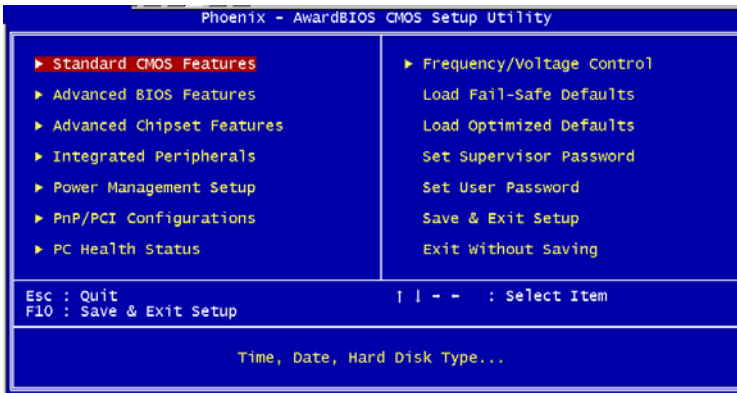 Phoenix - AwardBIOS CMOS Setup Utility
▶ Standard CMOS Features
▶ Advanced BIOS Features
▶ Advanced Chipset Features
▶ Integrated Peripherals
▶ Power Management Setup
▶ PnP/PCI Configurations
▶ PC Health Status
▶ Frequency/Voltage Control
Load Fail-Safe Defaults
Load Optimized Defaults
Set Supervisor Password
Set User Password
Save & Exit Setup
Exit Without Saving
Esc : Quit
F10 : Save & Exit Setup
↑ ↓ → ← : Select Item
Time, Date, Hard Disk Type...